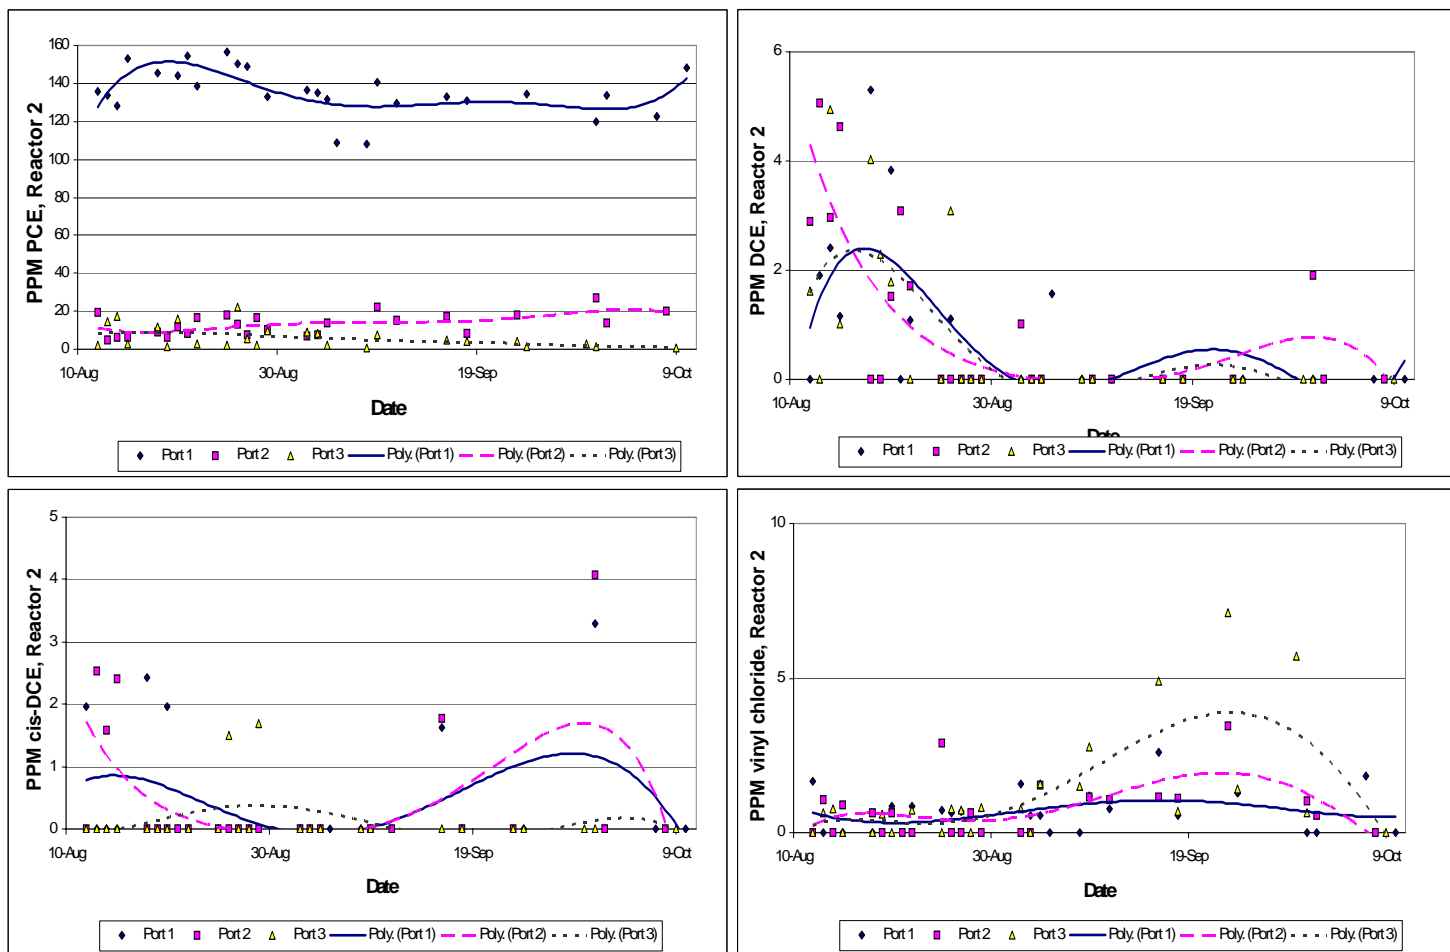 PPM PCE, Reactor 2
160
140
120
100
80
60
40
20
0
10-Aug 30-Aug 19-Sep 9-Oct
Date
Port 1 Port 2 Port 3 Poly. (Port 1) Poly. (Port 2) Poly. (Port 3)
PPM DCE, Reactor 2
6
4
2
0
10-Aug 30-Aug 19-Sep 9-Oct
Date
Port 1 Port 2 Port 3 Poly. (Port 1) Poly. (Port 2) Poly. (Port 3)
PPM cis-DCE, Reactor 2
5
4
3
2
1
0
10-Aug 30-Aug 19-Sep 9-Oct
Date
Port 1 Port 2 Port 3 Poly. (Port 1) Poly. (Port 2) Poly. (Port 3)
PPM vinyl chloride, Reactor 2
10
5
0
10-Aug 30-Aug 19-Sep 9-Oct
Date
Port 1 Port 2 Port 3 Poly. (Port 1) Poly. (Port 2) Poly. (Port 3)